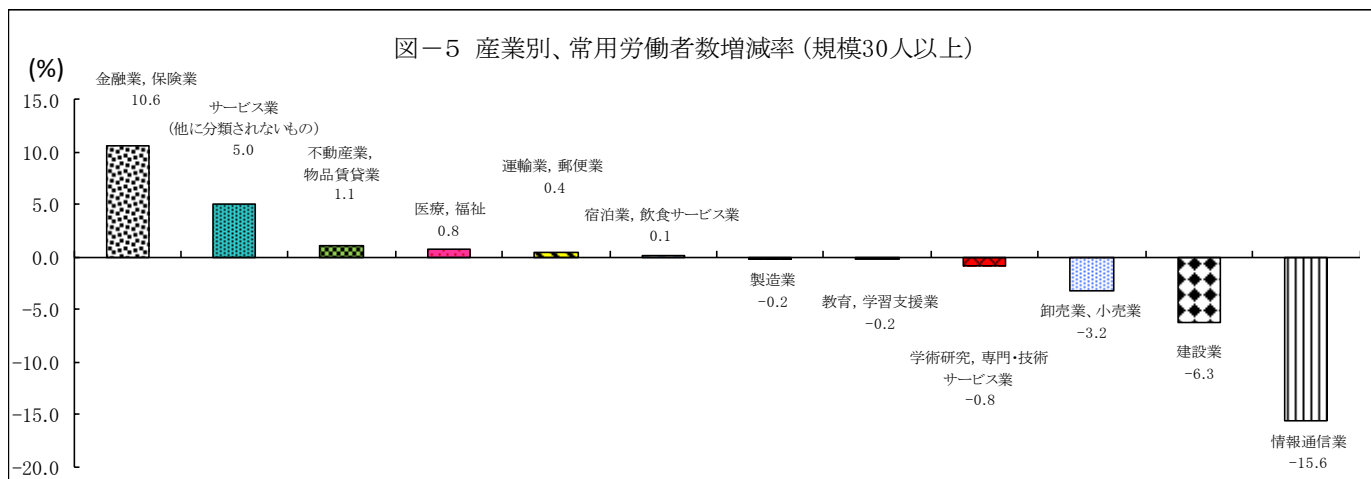 図－5 産業別、常用労働者数増減率（規模30人以上）
(%)
15.0
10.0
5.0
0.0
-5.0
-10.0
-15.0
-20.0
金融業, 保険業
10.6
サービス業
（他に分類されないもの）
5.0
不動産業,
物品賃貸業
1.1
医療, 福祉
0.8
運輸業, 郵便業
0.4
宿泊業, 飲食サービス業
0.1
製造業
-0.2
教育, 学習支援業
-0.2
学術研究, 専門・技術
サービス業
-0.8
卸売業、小売業
-3.2
建設業
-6.3
情報通信業
-15.6